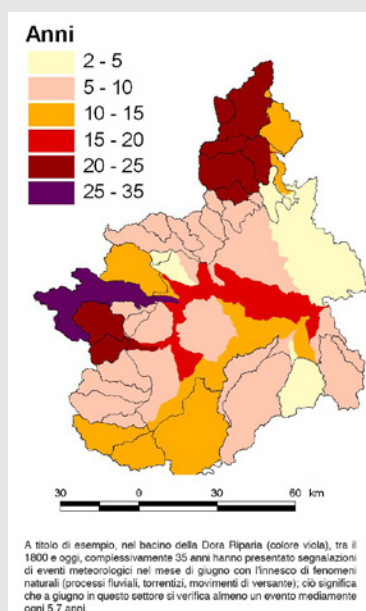 Anni
2 - 5
5 - 10
10 - 15
15 - 20
20 - 25
25 - 35
30 0 30 60 km
A titolo di esempio, nel bacino della Dora Riparia (colore viola), tra il
1800 e oggi, complessivamente 35 anni hanno presentato segnalazioni
di eventi meteorologici nel mese di giugno con l'innesco di fenomeni
naturali (processi fluviali, torrentizi, movimenti di versante); ciò significa
che a giugno in questo settore si verifica almeno un evento mediamente
ogni 5,7 anni.